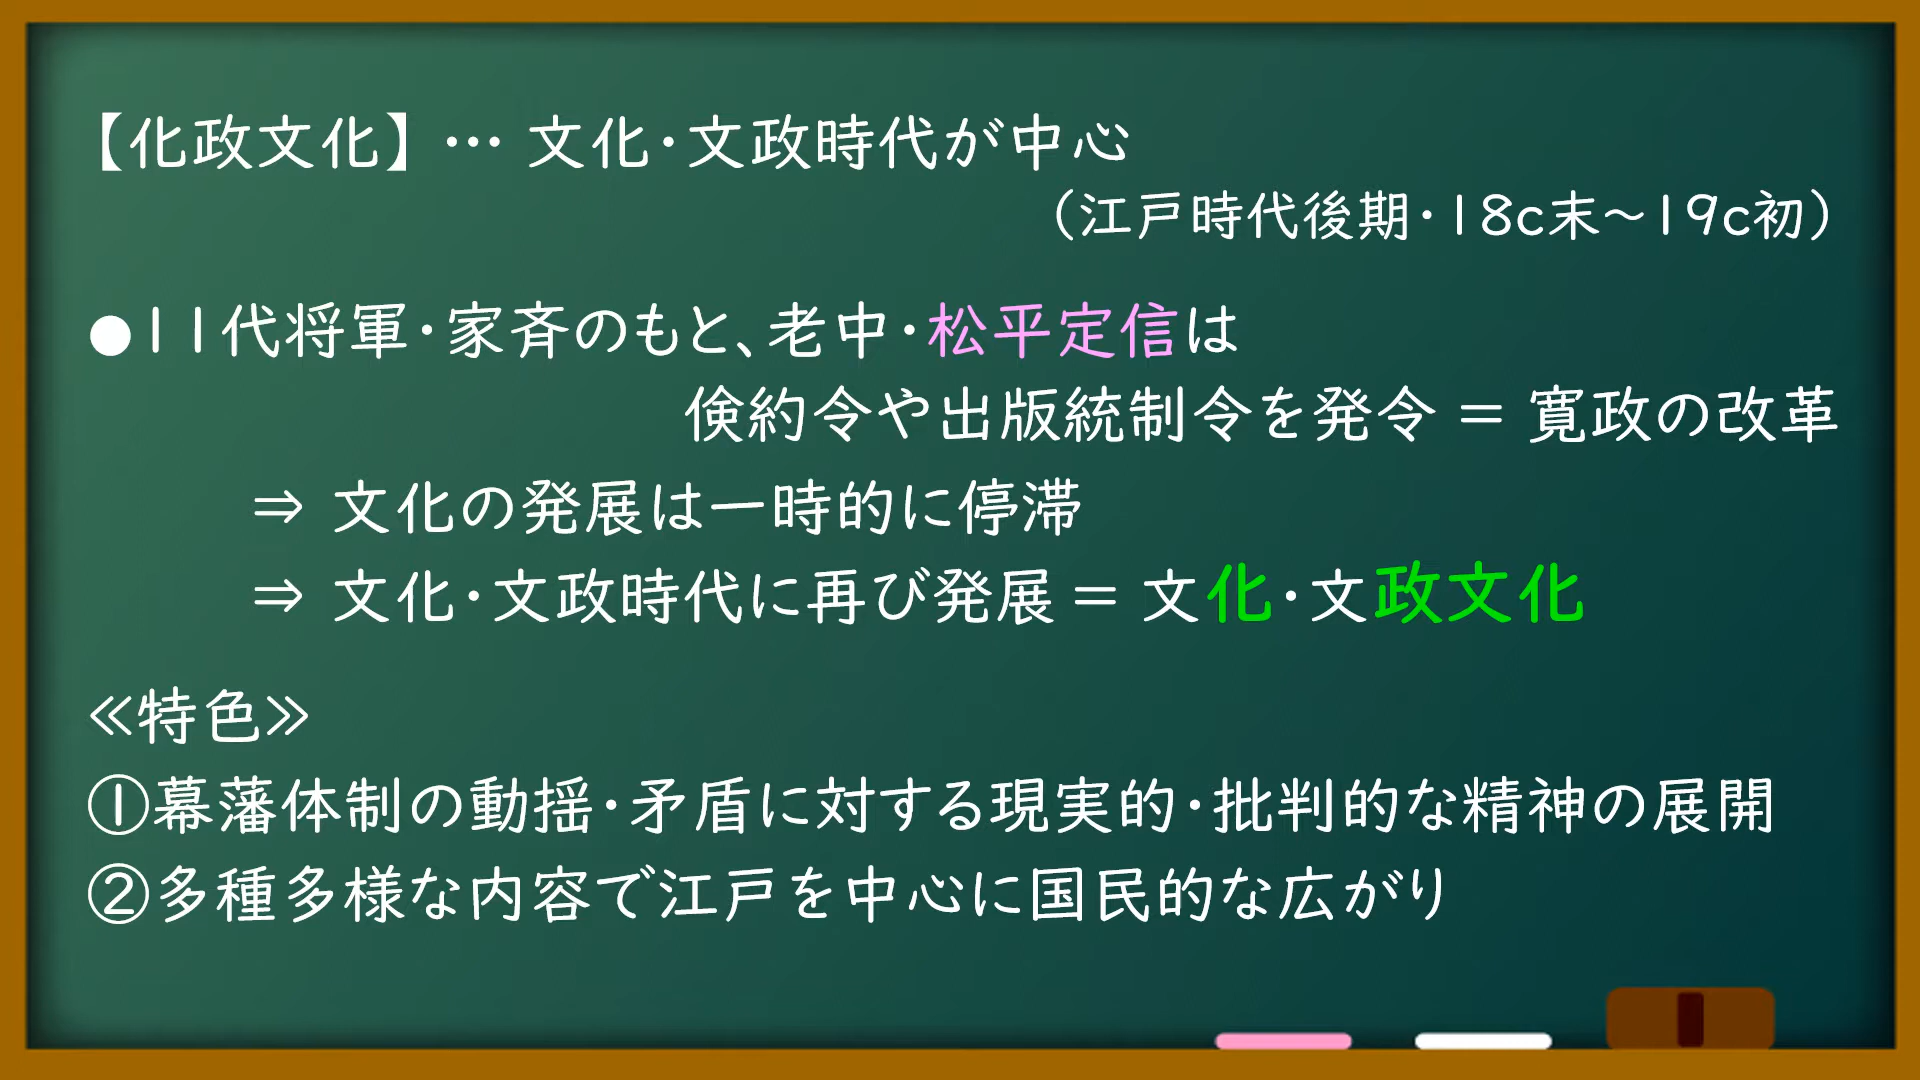 【化政文化】… 文化・文政時代が中心
（江戸時代後期・18c末～19c初）
●11代将軍・家斉のもと、老中・松平定信は
倹約令や出版統制令を発令 = 寛政の改革
⇒ 文化の発展は一時的に停滞
⇒ 文化・文政時代に再び発展 = 文化・文政文化
≪特色≫
①幕藩体制の動揺・矛盾に対する現実的・批判的な精神の展開
②多種多様な内容で江戸を中心に国民的な広がり